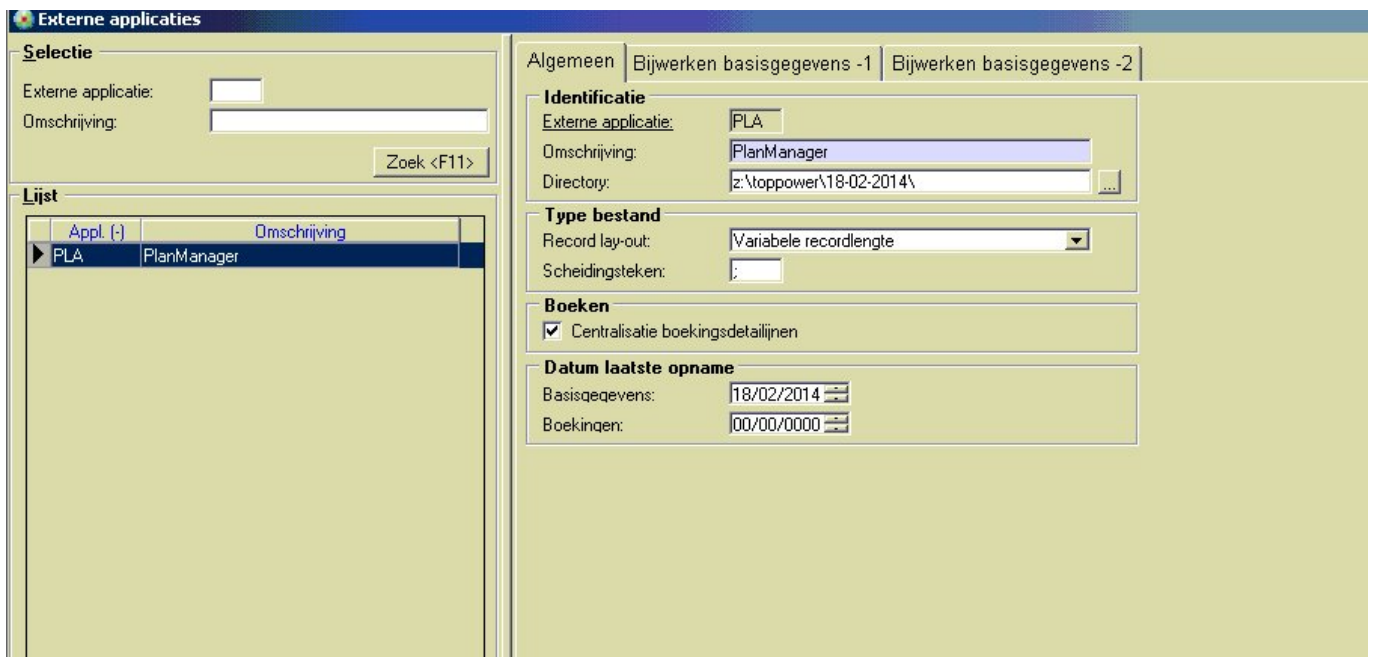 Externe applicaties
Selectie
Externe applicatie:
Omschrijving:
Zoek <F11>
Lijst
Appl. (-) Omschrijving
PLA PlanManager
Algemeen Bijwerken basisgegevens -1 Bijwerken basisgegevens -2
Identificatie
Externe applicatie: PLA
Omschrijving: PlanManager
Directory: z:\toppower\18-02-2014\ ...
Type bestand
Record lay-out: Variabele recordlengte
Scheidingsteken: ;
Boeken
Centralisatie boekingsdetailijnen
Datum laatste opname
Basisgegevens: 18/02/2014
Boekingen: 00/00/0000